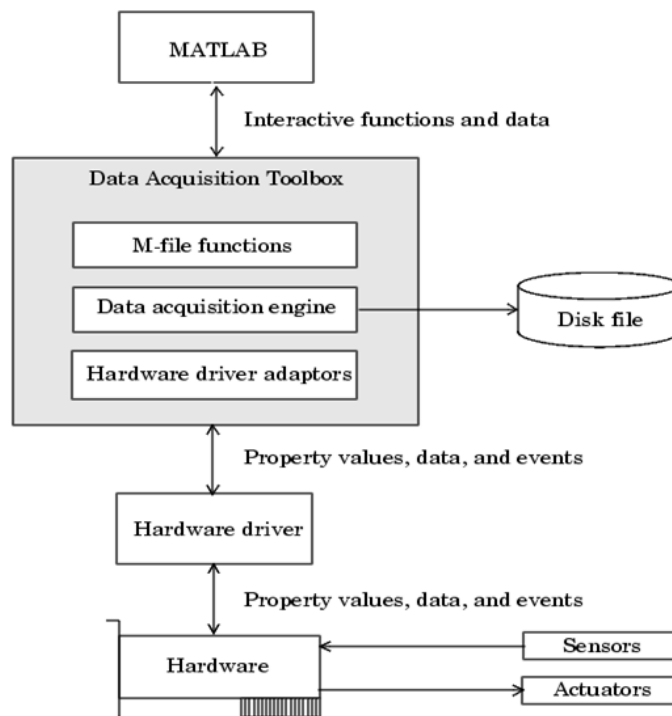 MATLAB
Interactive functions and data
Data Acquisition Toolbox
M-file functions
Data acquisition engine
Disk file
Hardware driver adaptors
Property values, data, and events
Hardware driver
Property values, data, and events
Hardware
Sensors
Actuators